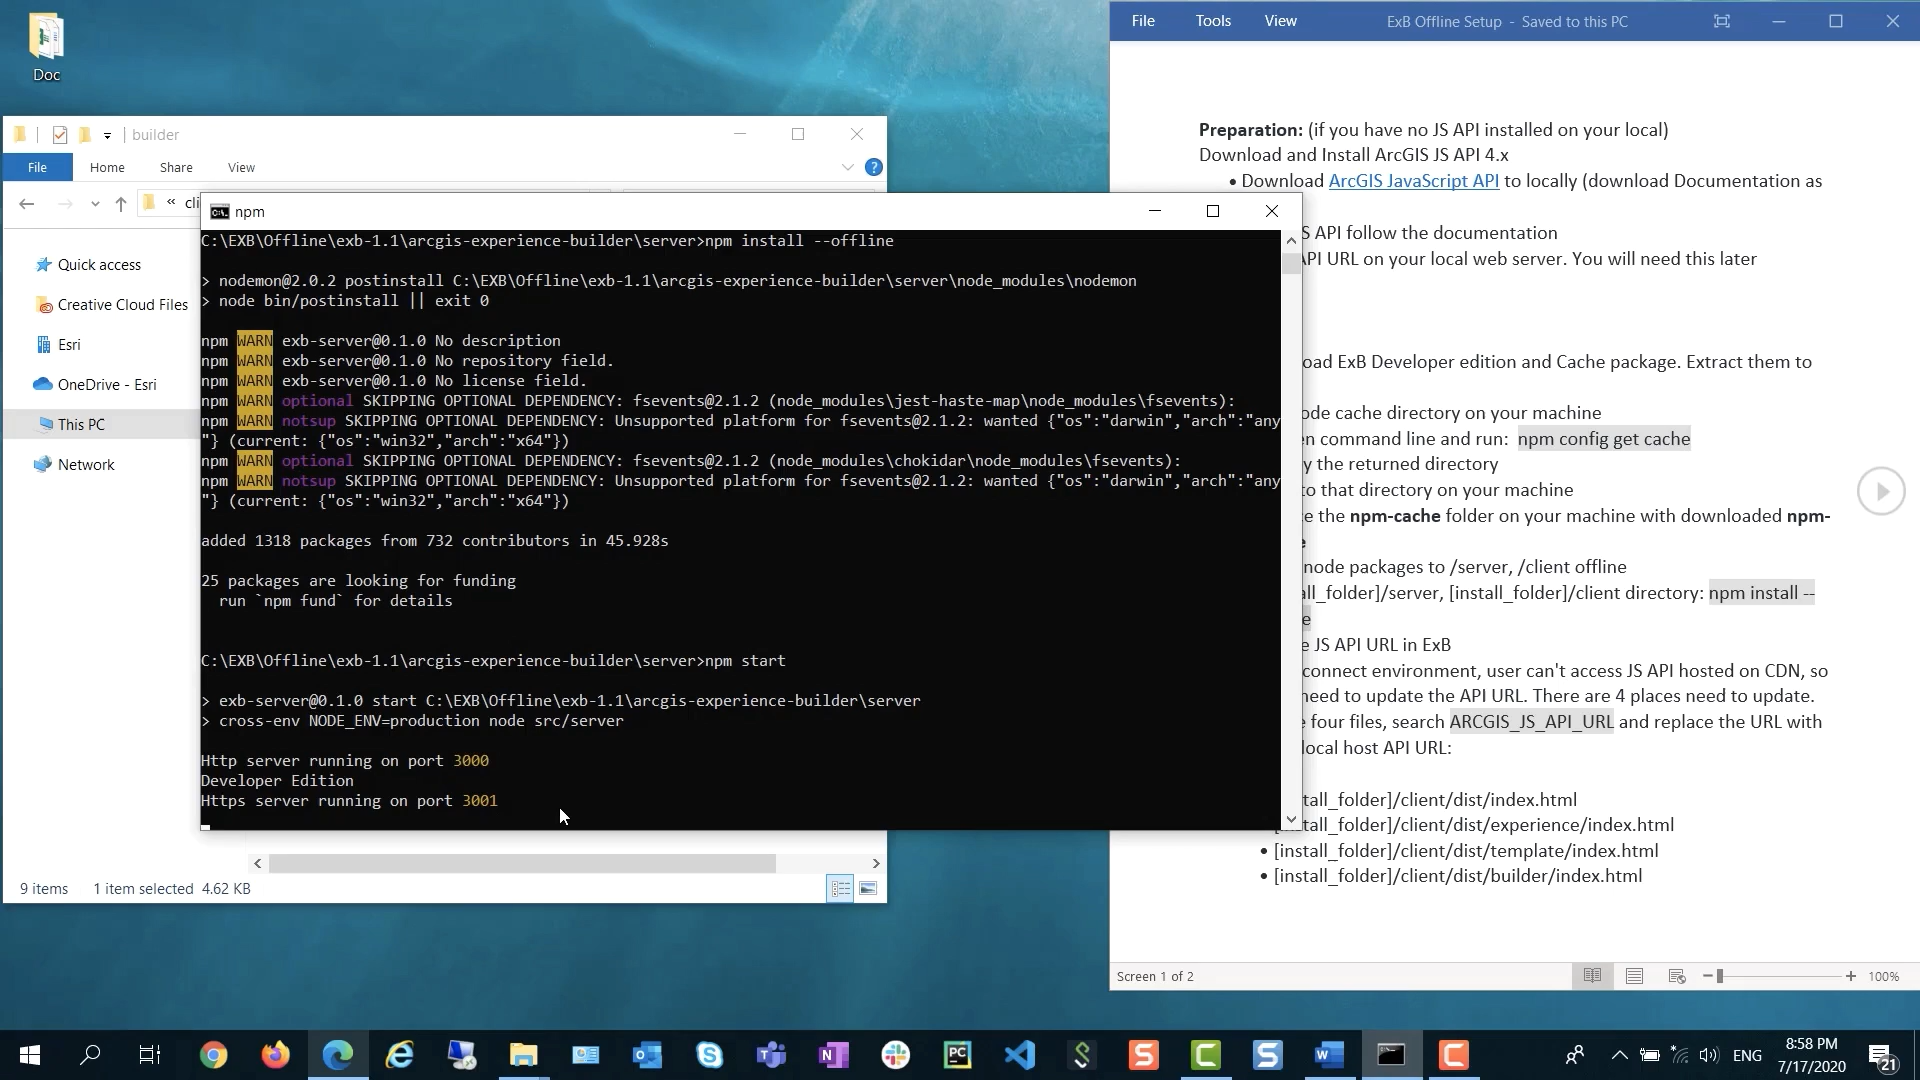 Doc
builder
File
Home
Share
View
« cli
Quick access
Creative Cloud Files
Esri
OneDrive - Esri
This PC
Network
9 items
1 item selected 4.62 KB
npm
C:\EXB\Offline\exb-1.1\arcgis-experience-builder\server>npm install --offline
> nodemon@2.0.2 postinstall C:\EXB\Offline\exb-1.1\arcgis-experience-builder\server\node_modules\nodemon
> node bin/postinstall || exit 0
npm WARN exb-server@0.1.0 No description
npm WARN exb-server@0.1.0 No repository field.
npm WARN exb-server@0.1.0 No license field.
npm WARN optional SKIPPING OPTIONAL DEPENDENCY: fsevents@2.1.2 (node_modules\jest-haste-map\node_modules\fsevents):
npm WARN notsup SKIPPING OPTIONAL DEPENDENCY: Unsupported platform for fsevents@2.1.2: wanted {"os":"darwin","arch":"any
"} (current: {"os":"win32","arch":"x64"})
npm WARN optional SKIPPING OPTIONAL DEPENDENCY: fsevents@2.1.2 (node_modules\chokidar\node_modules\fsevents):
npm WARN notsup SKIPPING OPTIONAL DEPENDENCY: Unsupported platform for fsevents@2.1.2: wanted {"os":"darwin","arch":"any
"} (current: {"os":"win32","arch":"x64"})
added 1318 packages from 732 contributors in 45.928s
25 packages are looking for funding
run `npm fund` for details
C:\EXB\Offline\exb-1.1\arcgis-experience-builder\server>npm start
> exb-server@0.1.0 start C:\EXB\Offline\exb-1.1\arcgis-experience-builder\server
> cross-env NODE_ENV=production node src/server
Http server running on port 3000
Developer Edition
Https server running on port 3001
File
Tools
View
ExB Offline Setup - Saved to this PC
Preparation: (if you have no JS API installed on your local)
Download and Install ArcGIS JS API 4.x
• Download ArcGIS JavaScript API to locally (download Documentation as
S API follow the documentation
API URL on your local web server. You will need this later
oad ExB Developer edition and Cache package. Extract them to
ode cache directory on your machine
en command line and run: npm config get cache
y the returned directory
to that directory on your machine
ce the npm-cache folder on your machine with downloaded npm-
e
node packages to /server, /client offline
all_folder]/server, [install_folder]/client directory: npm install --
e
e JS API URL in ExB
connect environment, user can't access JS API hosted on CDN, so
need to update the API URL. There are 4 places need to update.
e four files, search ARCGIS_JS_API_URL and replace the URL with
local host API URL:
tall_folder]/client/dist/index.html
[install_folder]/client/dist/experience/index.html
• [install_folder]/client/dist/template/index.html
• [install_folder]/client/dist/builder/index.html
Screen 1 of 2
100%
ENG
8:58 PM
7/17/2020
21